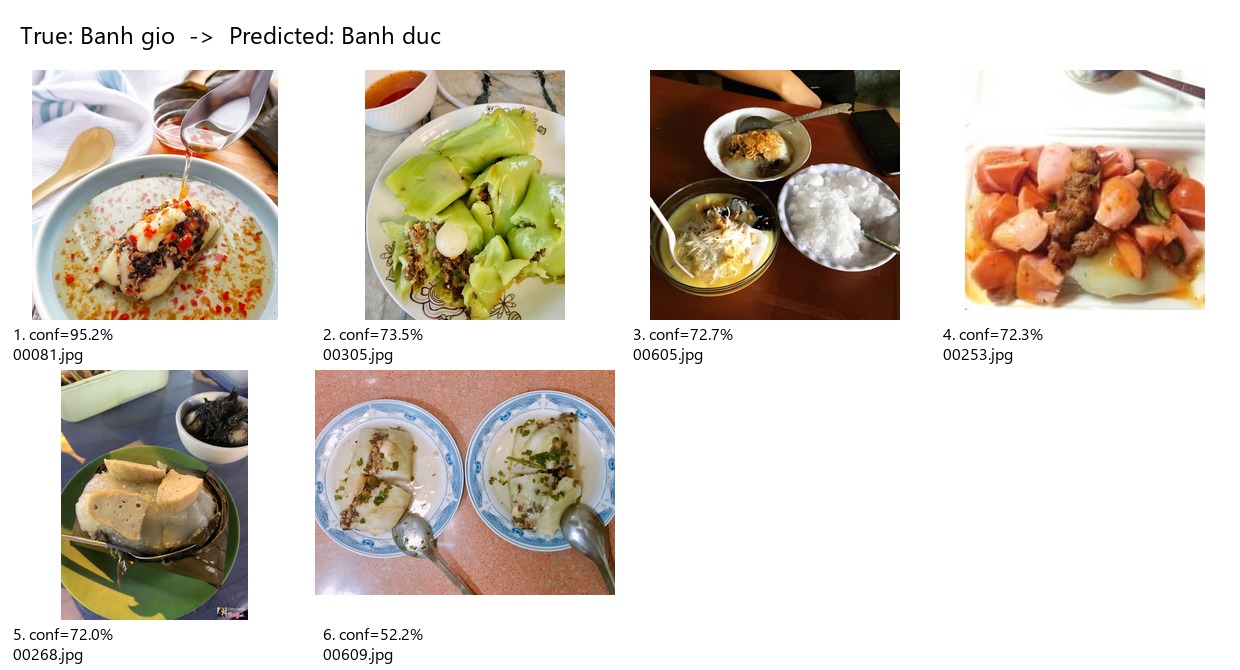 True: Banh gio -> Predicted: Banh duc
1. conf=95.2%
00081.jpg
2. conf=73.5%
00305.jpg
3. conf=72.7%
00605.jpg
4. conf=72.3%
00253.jpg
5. conf=72.0%
00268.jpg
6. conf=52.2%
00609.jpg